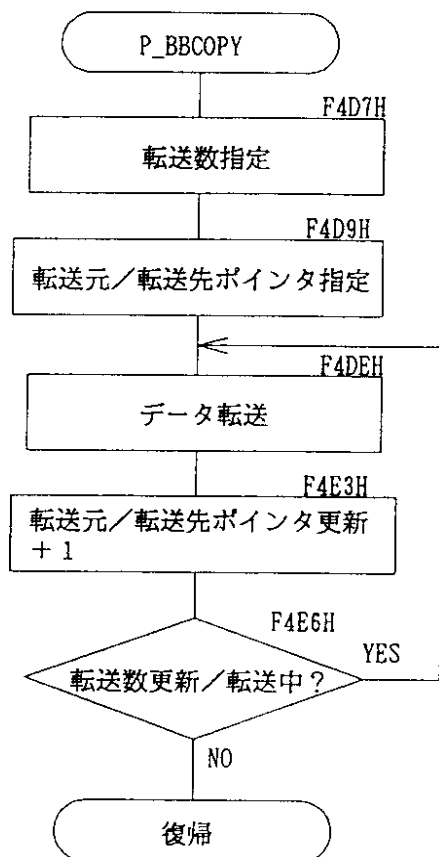 P_BBCOPY
F4D7H
転送数指定
F4D9H
転送元／転送先ポインタ指定
F4DEH
データ転送
F4E3H
転送元／転送先ポインタ更新
＋１
F4E6H
転送数更新／転送中？
YES
NO
復帰